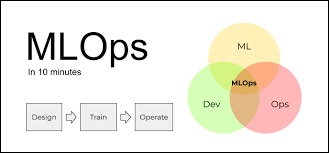 MLOps
In 10 minutes
Design
Train
Operate
ML
MLOps
Dev
Ops